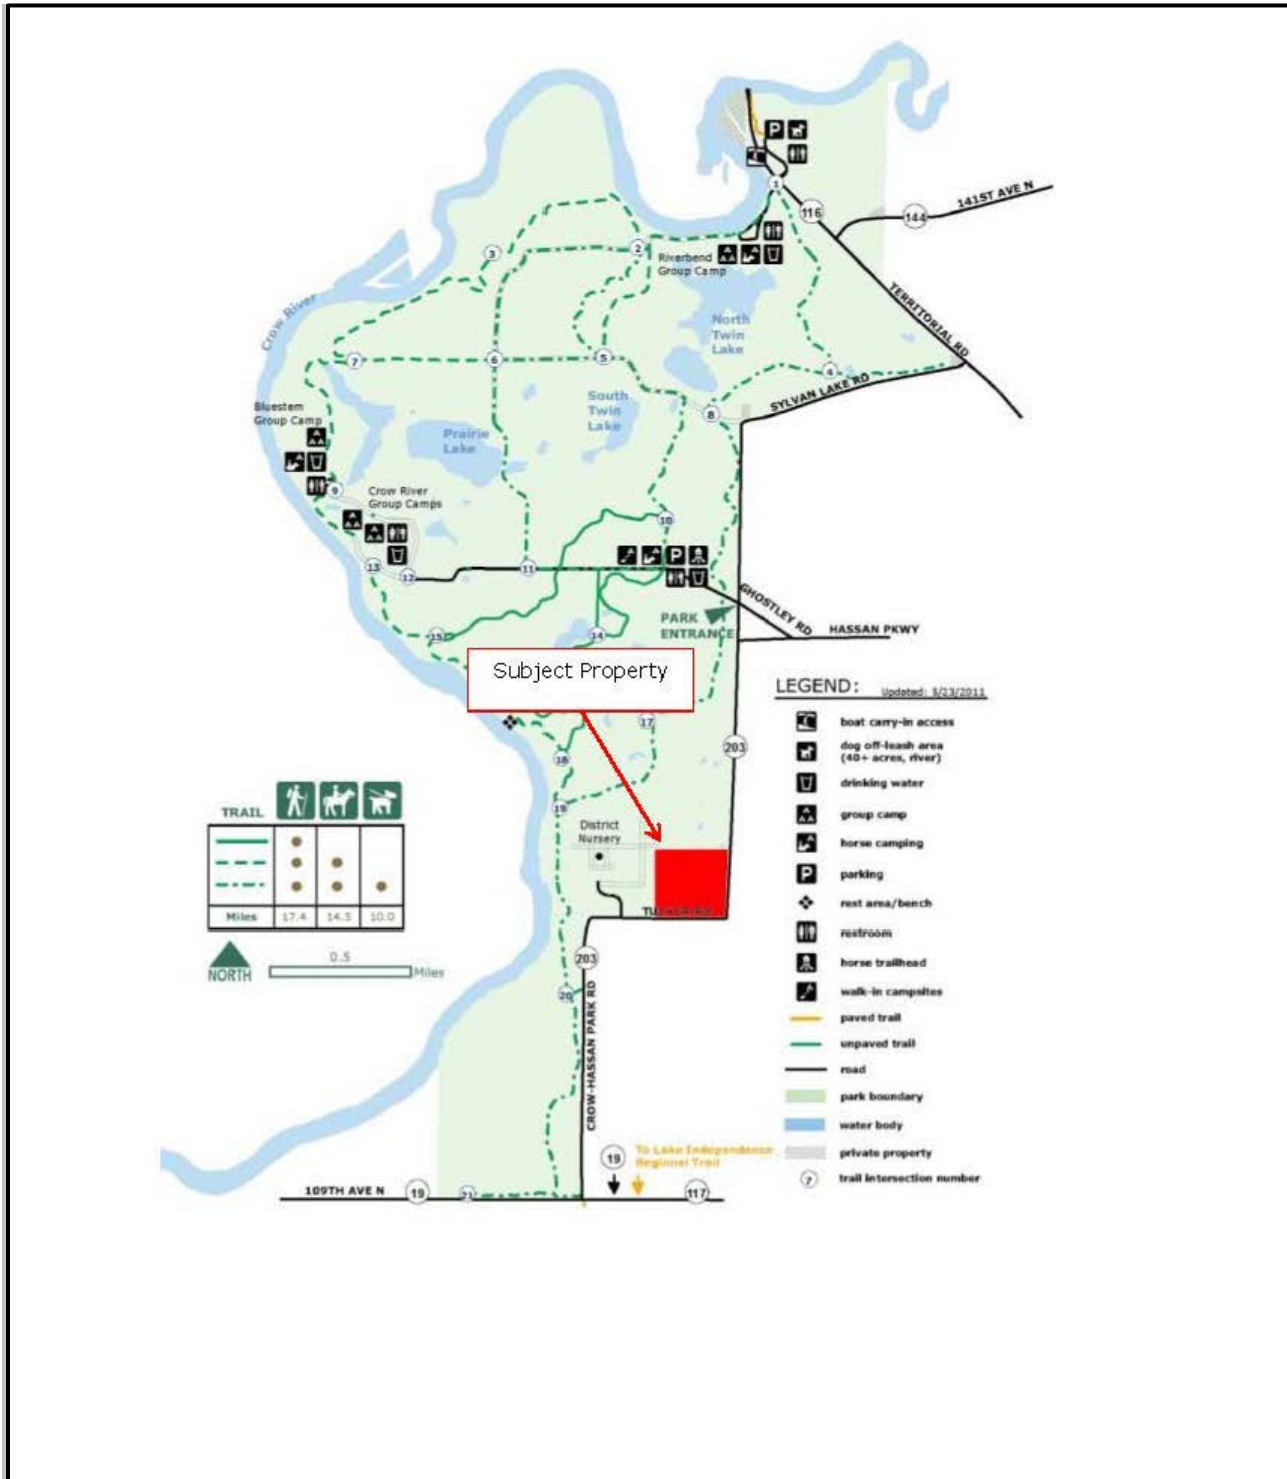 1
116
144
141ST AVE N
2
3
Riverbend
Group Camp
TERRITORIAL RD
Crow River
North
Twin
Lake
7
6
5
4
SYLVAN LAKE RD
South
Twin
Lake
8
Bluestem
Group Camp
Prairie
Lake
9
Crow River
Group Camps
10
13
12
11
GHOSTLEY RD
PARK
ENTRANCE
HASSAN PKWY
15
14
Subject Property
17
203
18
19
District
Nursery
203
20
CROW-HASSAN PARK RD
19
To Lake Independence
Regional Trail
109TH AVE N
19
21
117
TRAIL
Miles
17.4
14.5
10.0
NORTH
0.5
Miles
LEGEND:
Updated: 5/23/2011
boat carry-in access
dog off-leash area
(40+ acres, river)
drinking water
group camp
horse camping
P
parking
rest area/bench
restroom
horse trailhead
walk-in campsites
paved trail
unpaved trail
road
park boundary
water body
private property
7
trail intersection number